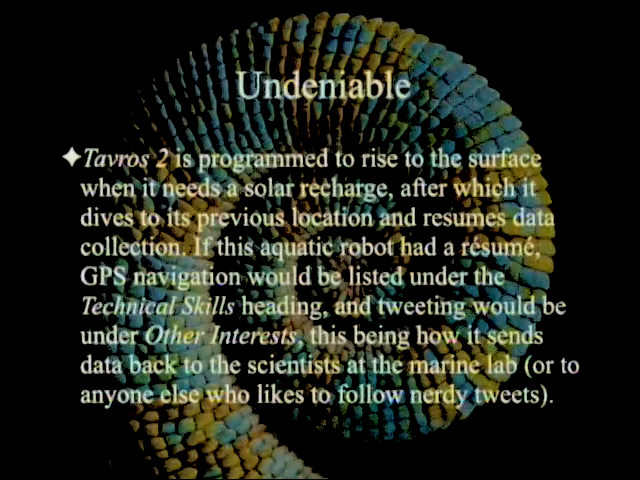 Undeniable
✦Tavros 2 is programmed to rise to the surface
when it needs a solar recharge, after which it
dives to its previous location and resumes data
collection. If this aquatic robot had a résumé,
GPS navigation would be listed under the
Technical Skills heading, and tweeting would be
under Other Interests, this being how it sends
data back to the scientists at the marine lab (or to
anyone else who likes to follow nerdy tweets).